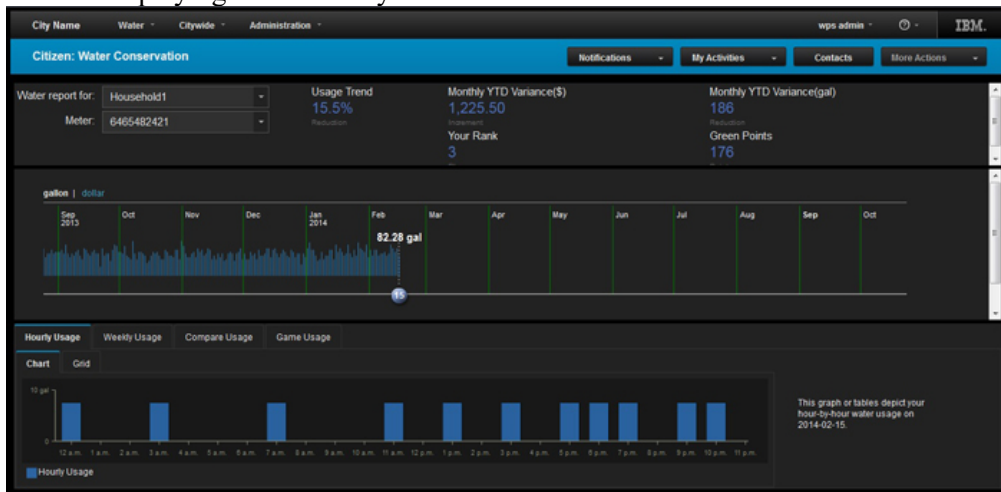 City Name Water Citywide Administration wps admin IBM.
Citizen: Water Conservation Notifications My Activities Contacts More Actions
Water report for: Household1 Usage Trend Monthly YTD Variance($) Monthly YTD Variance(gal)
15.5% 1,225.50 186
Meter: 6465482421 Reduction Increment Reduction
Your Rank Green Points
3 176
gallon | dollar
Sep Oct Nov Dec Jan Feb Mar Apr May Jun Jul Aug Sep Oct
2013 2014
82.28 gal
15
Hourly Usage Weekly Usage Compare Usage Game Usage
Chart Grid
10 gal
0
12 a.m. 1 a.m. 2 a.m. 3 a.m. 4 a.m. 5 a.m. 6 a.m. 7 a.m. 8 a.m. 9 a.m. 10 a.m. 11 a.m. 12 p.m. 1 p.m. 2 p.m. 3 p.m. 4 p.m. 5 p.m. 6 p.m. 7 p.m. 8 p.m. 9 p.m. 10 p.m. 11 p.m.
Hourly Usage
This graph or tables depict your
hour-by-hour water usage on
2014-02-15.